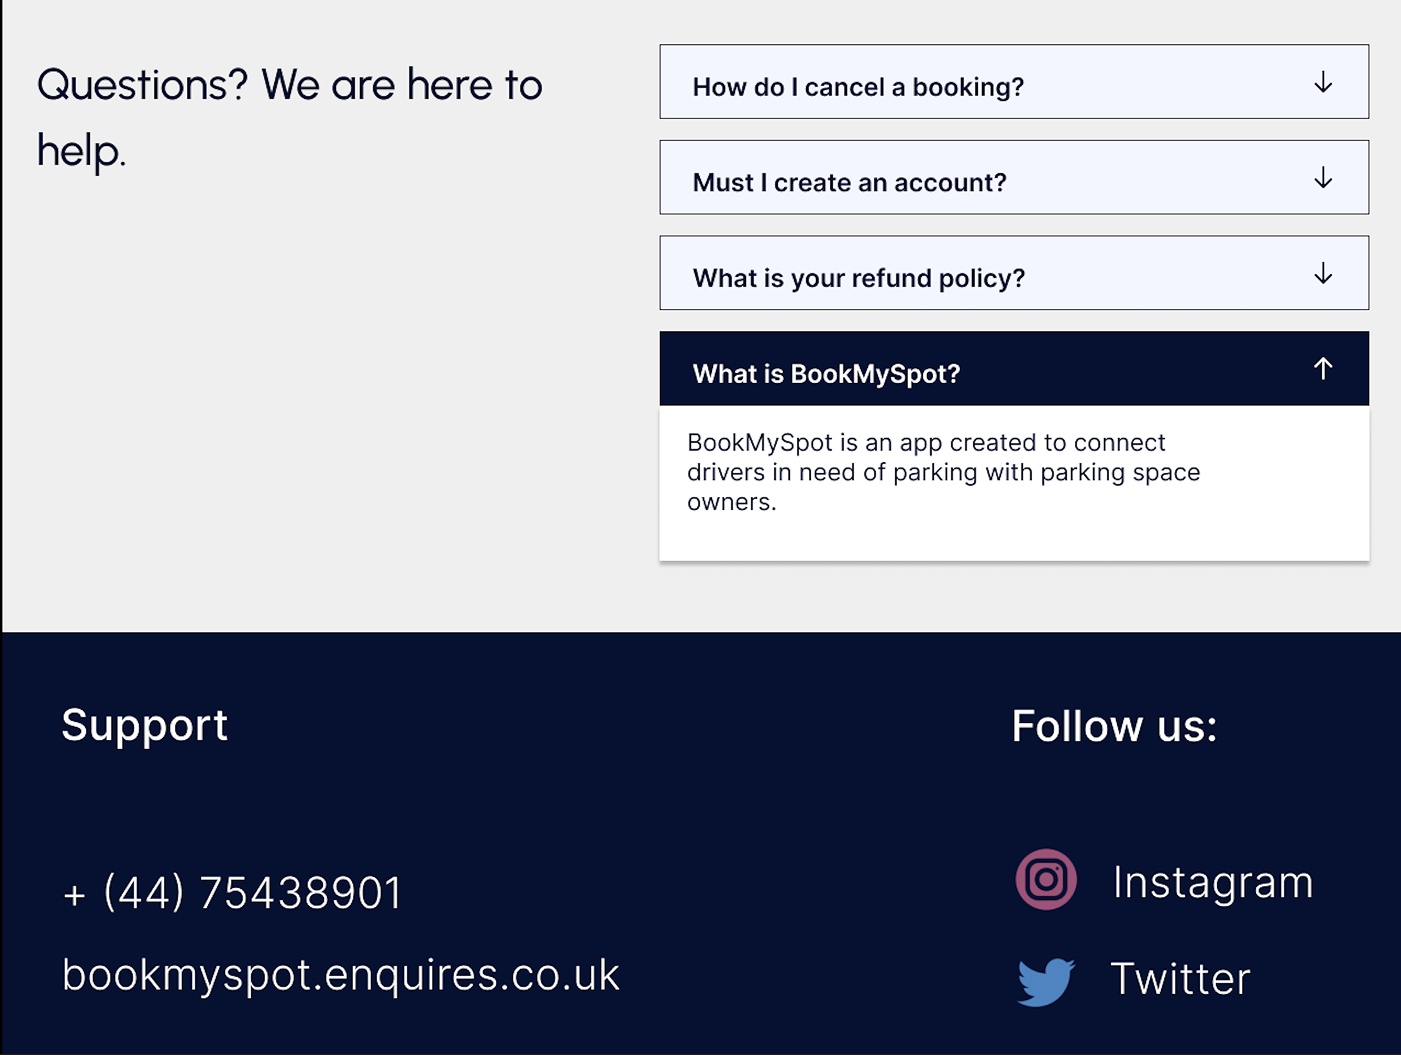 Questions? We are here to
help.
How do I cancel a booking?
Must I create an account?
What is your refund policy?
What is BookMySpot?
BookMySpot is an app created to connect
drivers in need of parking with parking space
owners.
Support
+ (44) 75438901
bookmyspot.enquires.co.uk
Follow us:
Instagram
Twitter